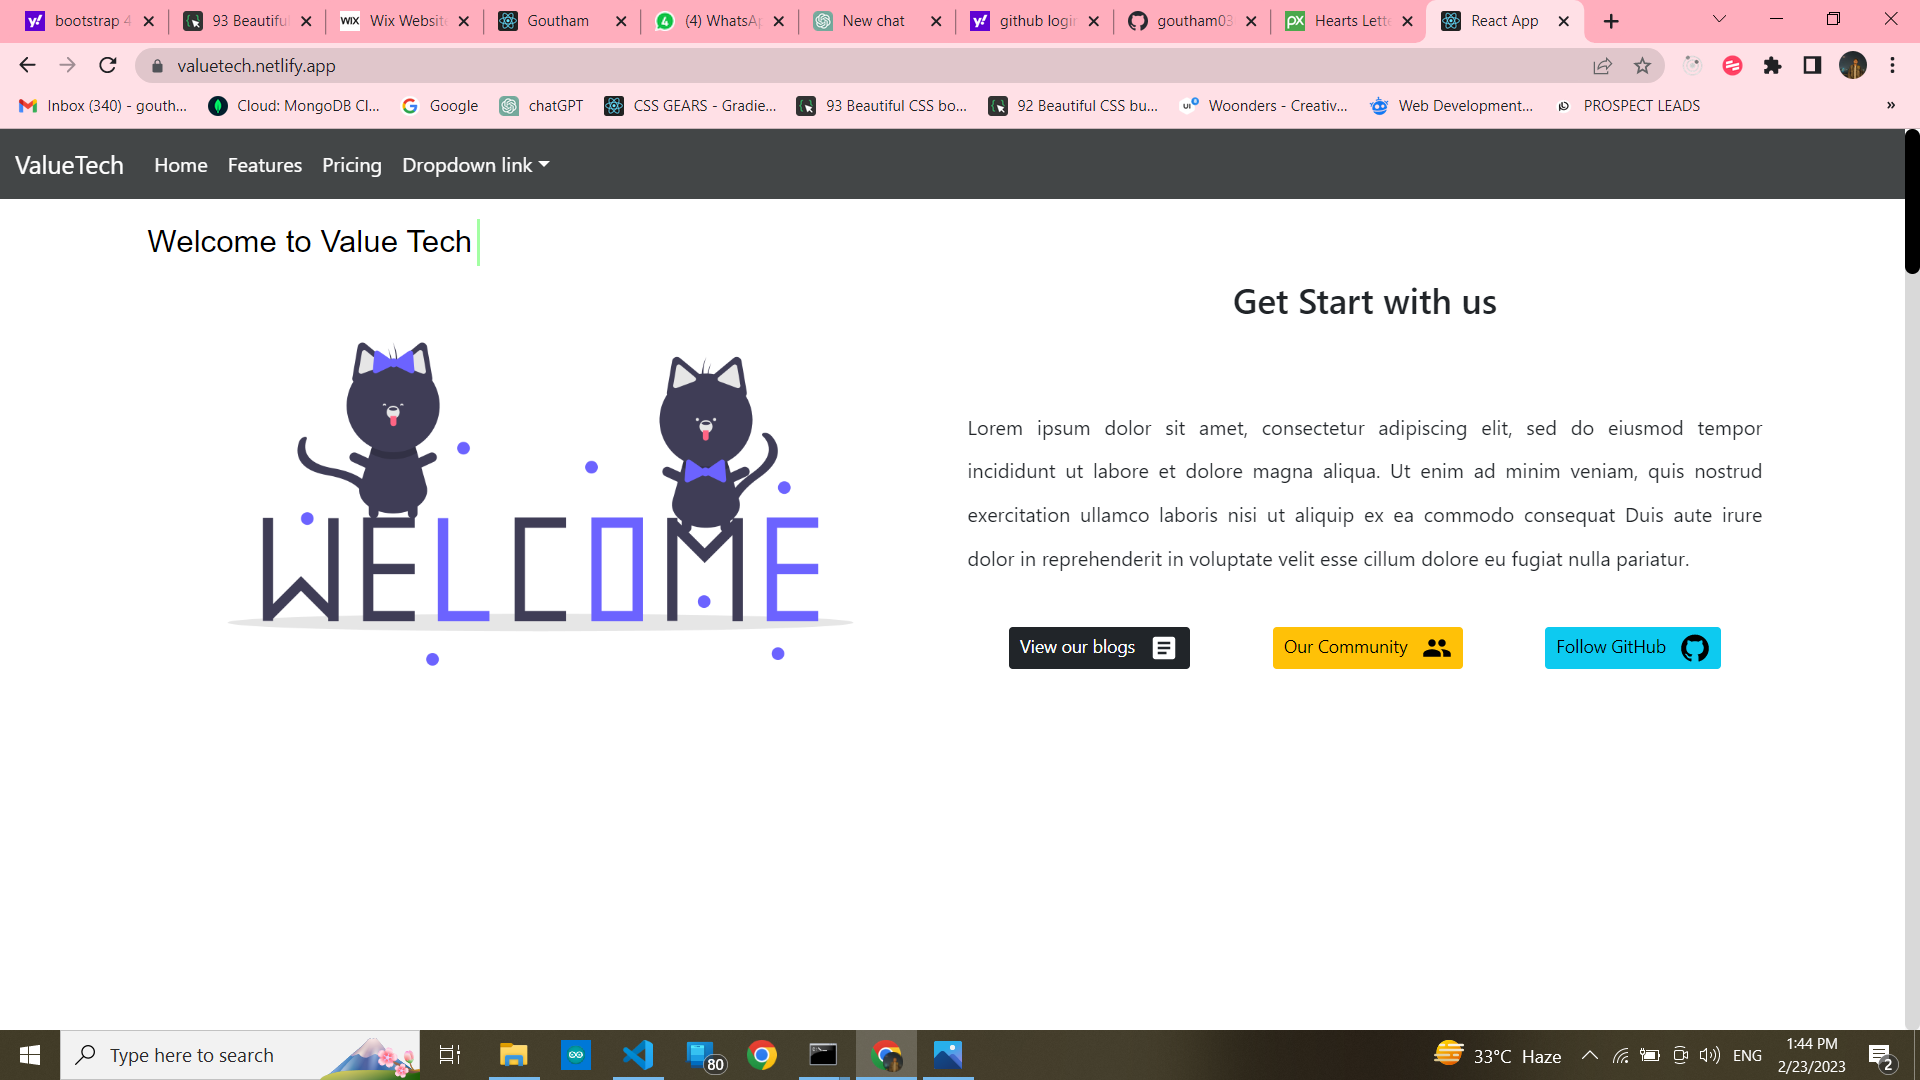 bootstrap 4
93 Beautiful
WIX Wix Website
Goutham
4 (4) WhatsAp
New chat
y! github login
goutham03
px Hearts Lette
React App
valuetech.netlify.app
Inbox (340) - gouth...
Cloud: MongoDB Cl...
Google
chatGPT
CSS GEARS - Gradie...
93 Beautiful CSS bo...
92 Beautiful CSS bu...
Woonders - Creativ...
Web Development...
PROSPECT LEADS
»
ValueTech Home Features Pricing Dropdown link
Welcome to Value Tech
WELCOME
Get Start with us
Lorem ipsum dolor sit amet, consectetur adipiscing elit, sed do eiusmod tempor
incididunt ut labore et dolore magna aliqua. Ut enim ad minim veniam, quis nostrud
exercitation ullamco laboris nisi ut aliquip ex ea commodo consequat Duis aute irure
dolor in reprehenderit in voluptate velit esse cillum dolore eu fugiat nulla pariatur.
View our blogs
Our Community
Follow GitHub
Type here to search
80
33°C Haze
ENG
1:44 PM
2/23/2023
2